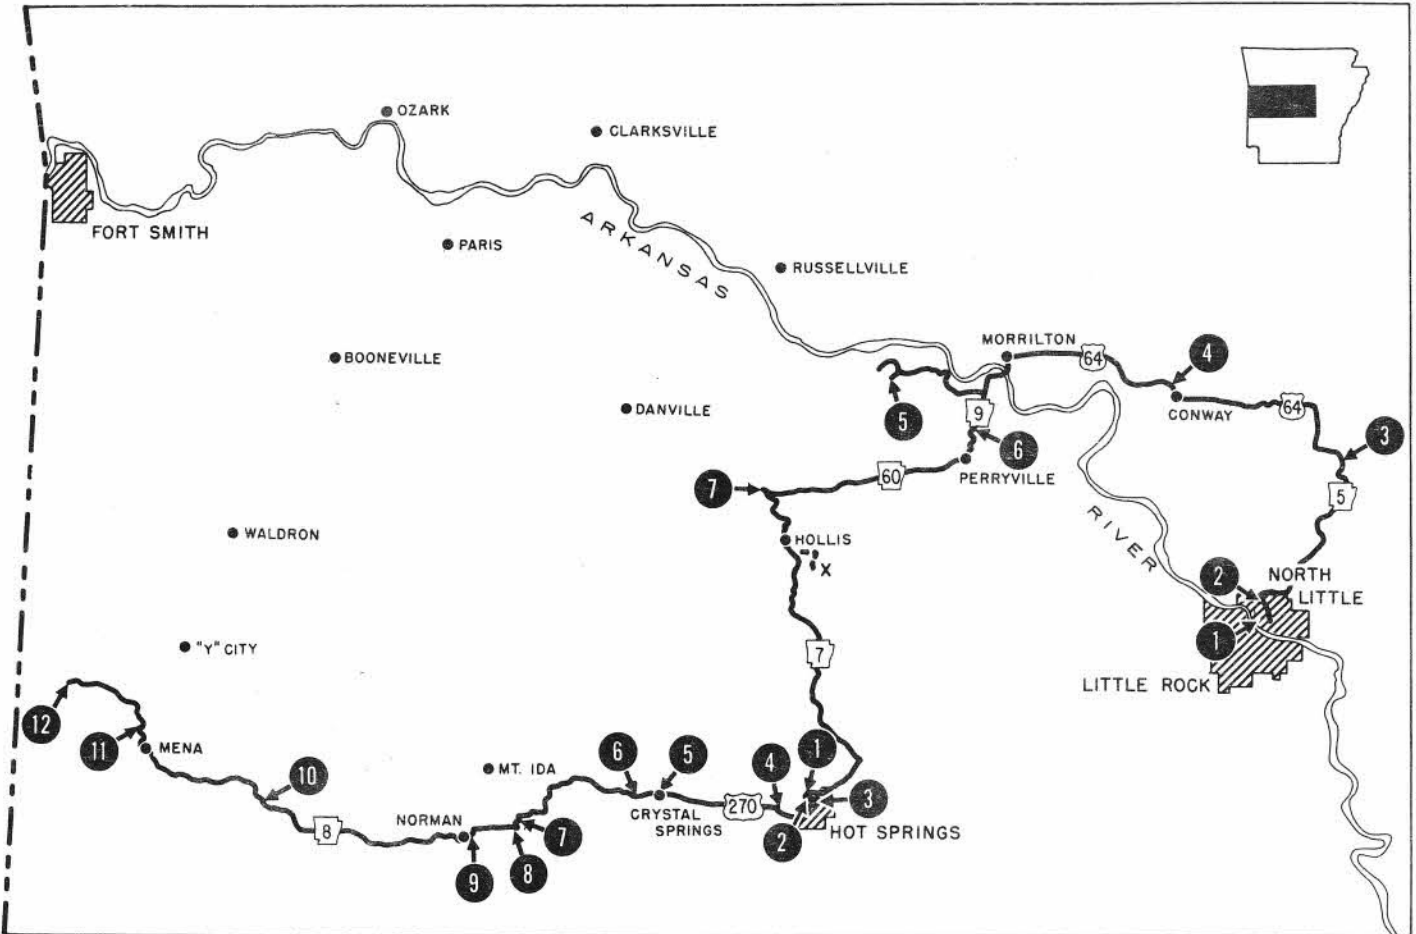 OZARK
CLARKSVILLE
FORT SMITH
PARIS
ARKANSAS
RUSSELLVILLE
MORRILTON
64
4
BOONEVILLE
5
DANVILLE
9
CONWAY
64
3
6
7
60
PERRYVILLE
5
WALDRON
HOLLIS
X
RIVER
2
NORTH
LITTLE
1
"Y" CITY
7
LITTLE ROCK
12
11
MENA
10
MT. IDA
6
5
4
1
270
3
CRYSTAL
SPRINGS
8
NORMAN
7
2
HOT SPRINGS
9
8